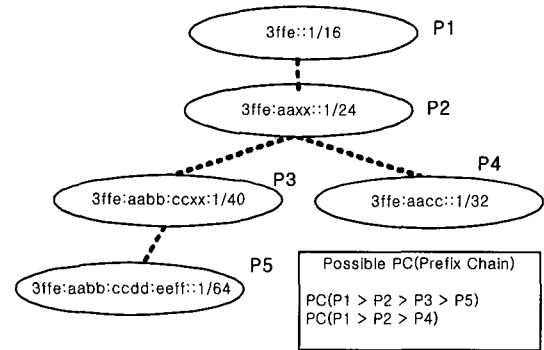 3ffe::1/16 P1
3ffe:aaxx::1/24 P2
P3 P4
3ffe:aabb:ccxx:1/40 3ffe:aacc::1/32
P5
3ffe:aabb:ccdd:eeff::1/64
Possible PC(Prefix Chain)
PC(P1 > P2 > P3 > P5)
PC(P1 > P2 > P4)